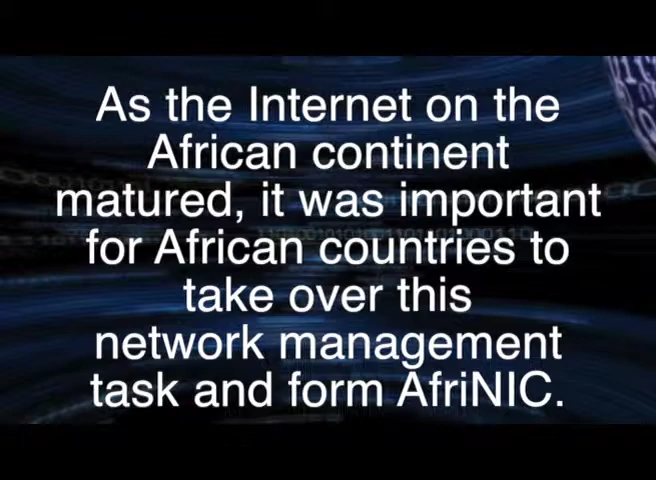 As the Internet on the
African continent
matured, it was important
for African countries to
take over this
network management
task and form AfriNIC.